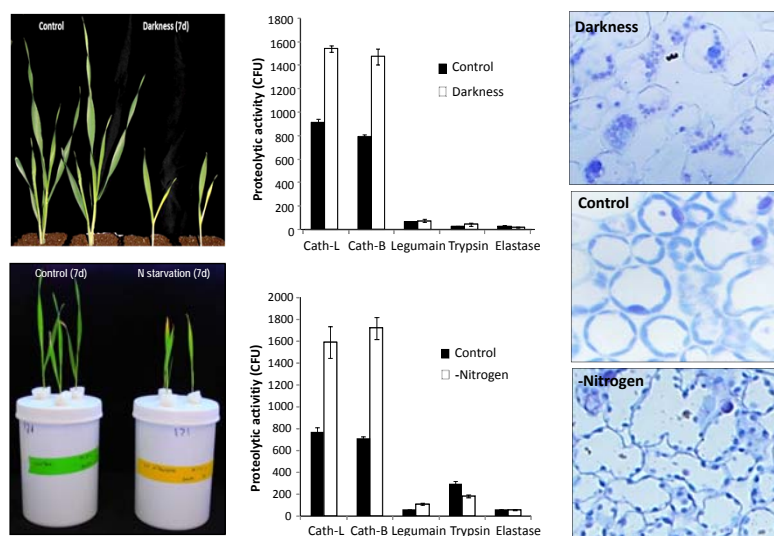 Control
Darkness (7d)
Proteolytic activity (CFU)
1800
1600
1400
1200
1000
800
600
400
200
0
Control
Darkness
Cath-L Cath-B Legumain Trypsin Elastase
Darkness
Control
-Nitrogen
Control (7d) N starvation (7d)
Proteolytic activity (CFU)
2000
1800
1600
1400
1200
1000
800
600
400
200
0
Control
-Nitrogen
Cath-L Cath-B Legumain Trypsin Elastase